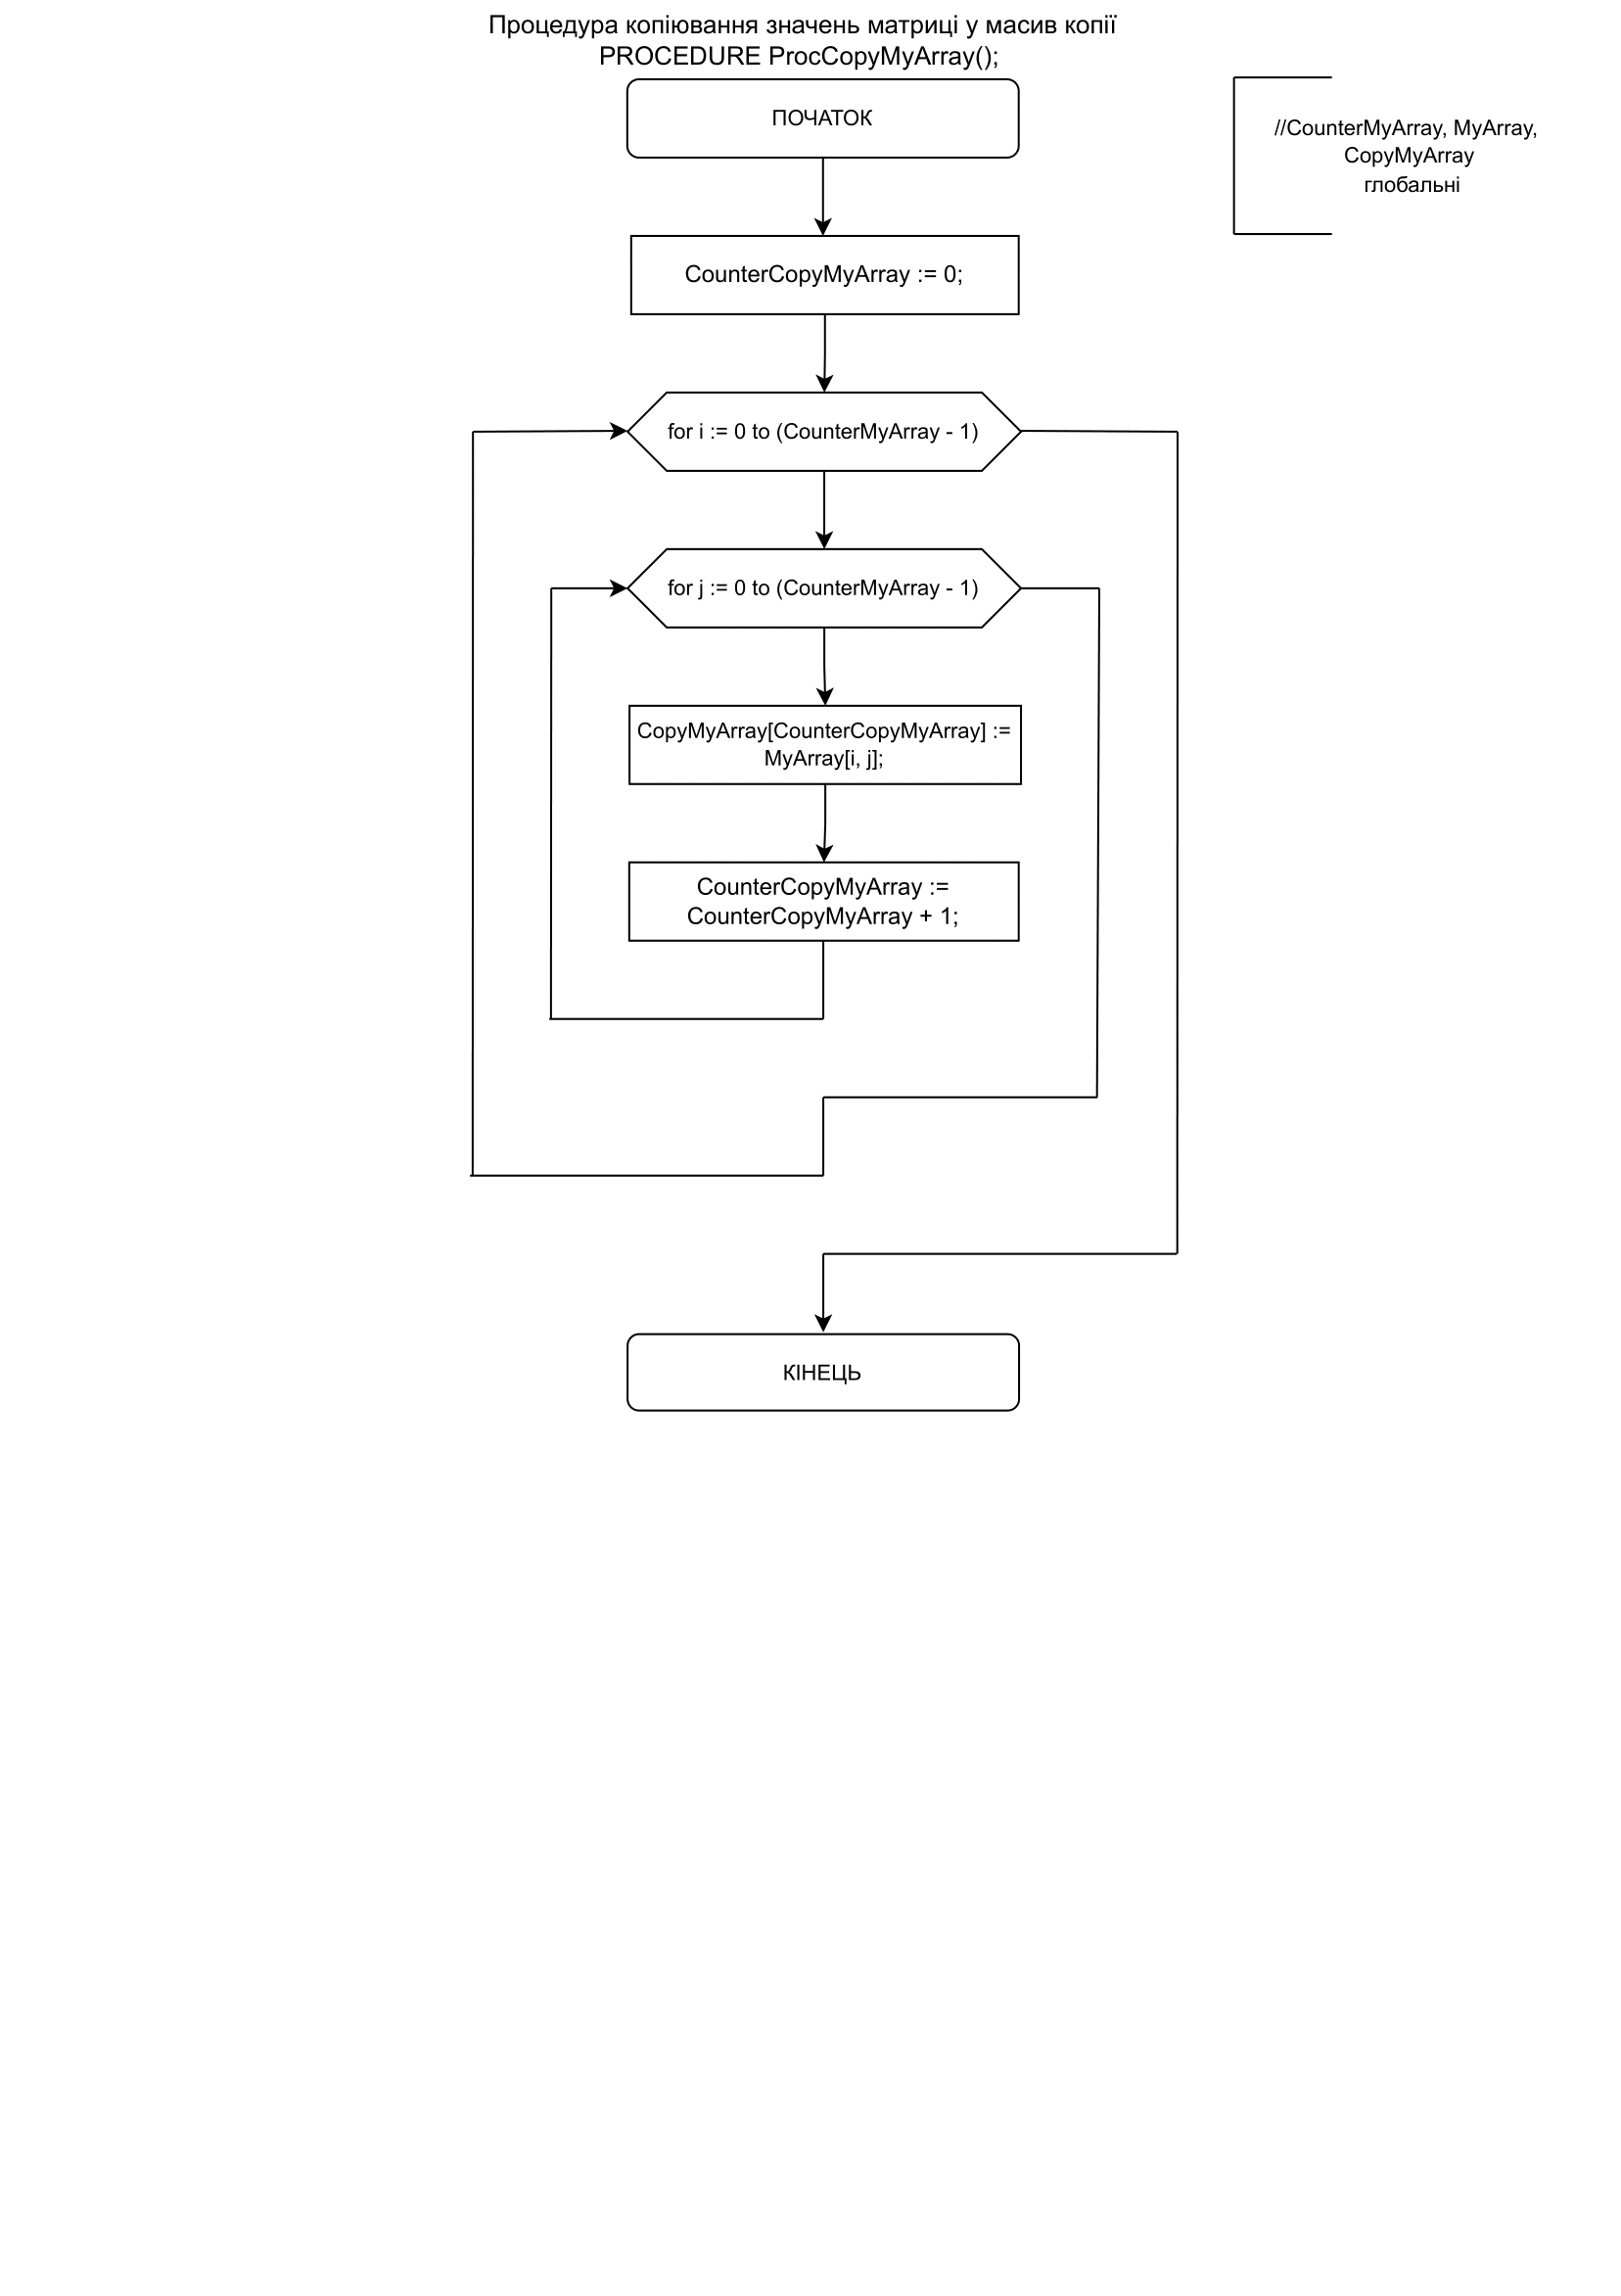 Процедура копіювання значень матриці у масив копії
PROCEDURE ProcCopyMyArray();
ПОЧАТОК
//CounterMyArray, MyArray,
CopyMyArray
глобальні
CounterCopyMyArray := 0;
for i := 0 to (CounterMyArray - 1)
for j := 0 to (CounterMyArray - 1)
CopyMyArray[CounterCopyMyArray] :=
MyArray[i, j];
CounterCopyMyArray :=
CounterCopyMyArray + 1;
КІНЕЦЬ